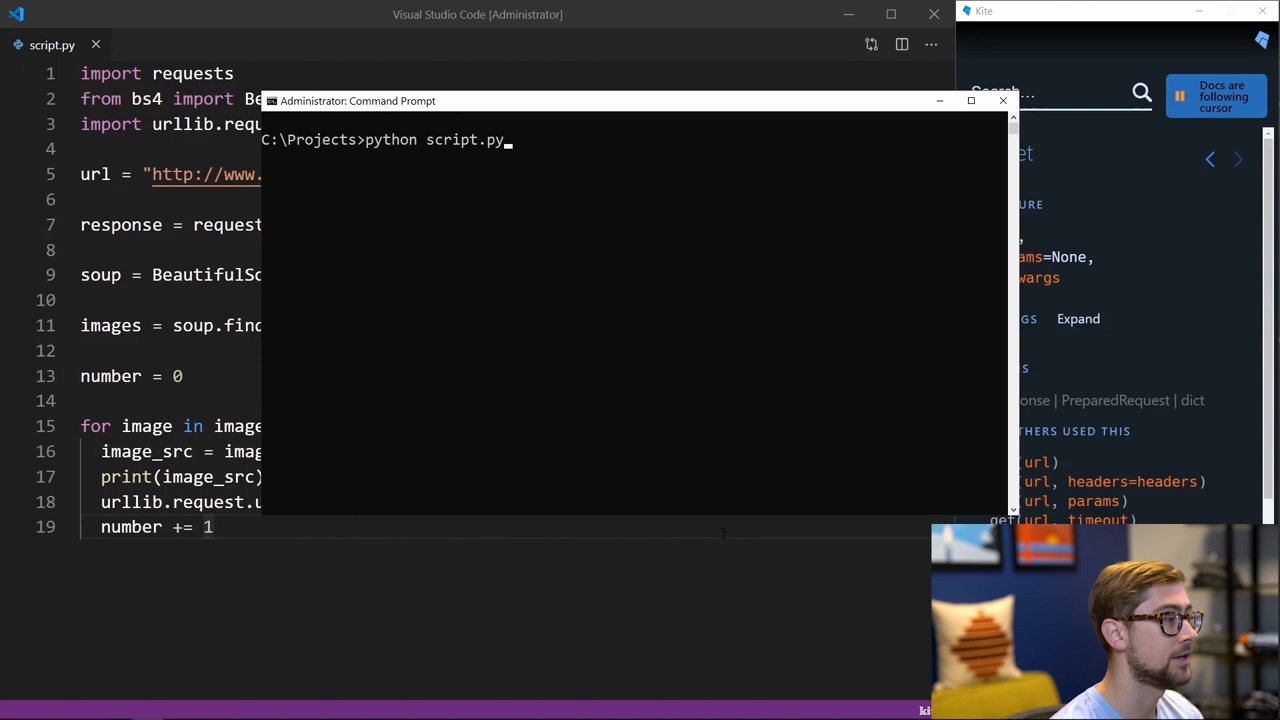 Visual Studio Code [Administrator]
script.py
1 import requests
2 from bs4 import Be
3 import urllib.requ
4
5 url = "http://www.
6
7 response = request
8
9 soup = BeautifulSo
10
11 images = soup.find
12
13 number = 0
14
15 for image in image
16 image_src = imag
17 print(image_src)
18 urllib.request.u
19 number += 1
Administrator: Command Prompt
C:\Projects>python script.py
Kite
Search...
Docs are
following
cursor
et
URE
,
ams=None,
wargs
GS Expand
S
onse | PreparedRequest | dict
THERS USED THIS
(url)
(url, headers=headers)
(url, params)
get(url, timeout)